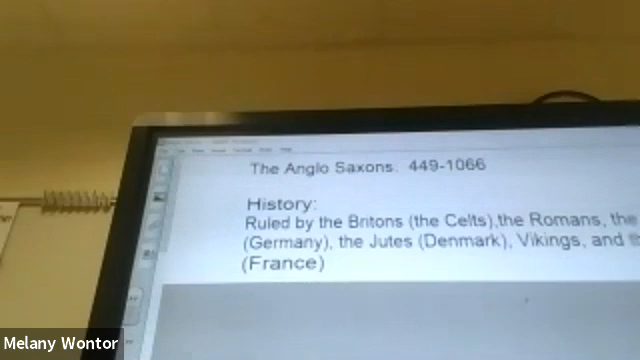 The Anglo Saxons. 449-1066
History:
Ruled by the Britons (the Celts),the Romans, the
(Germany), the Jutes (Denmark), Vikings, and
(France)
Melany Wontor